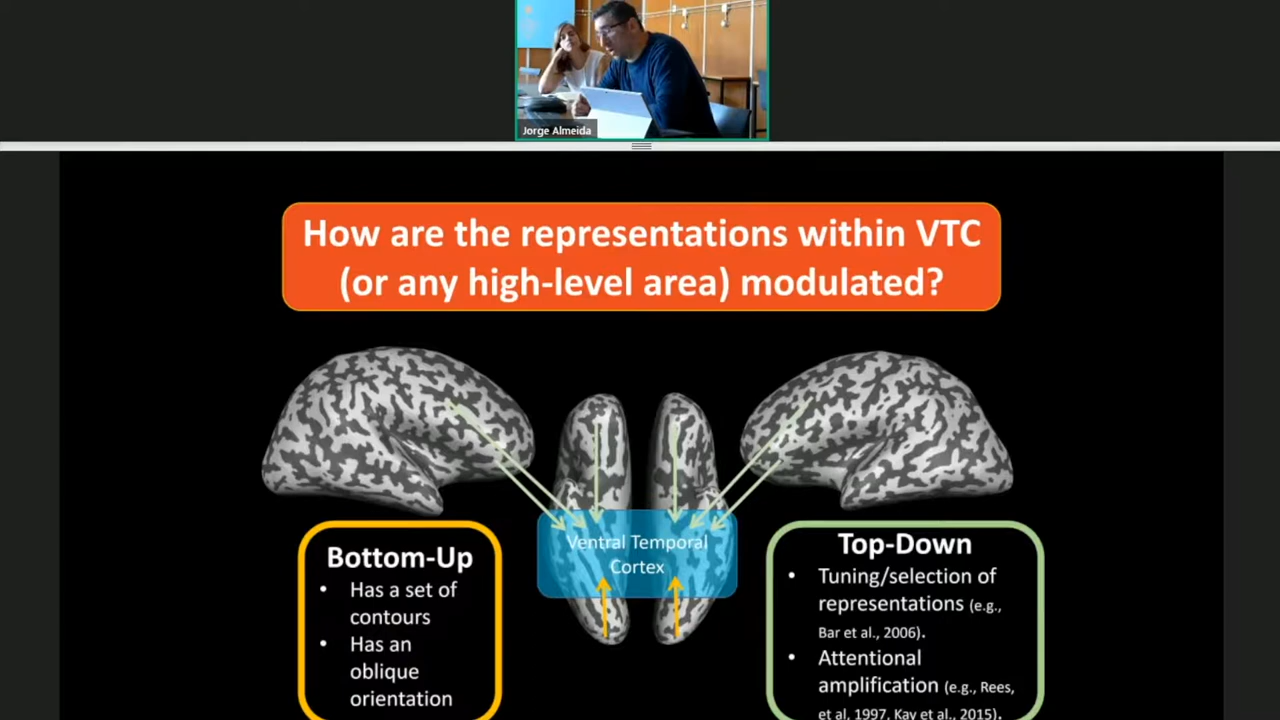 Jorge Almeida
How are the representations within VTC
(or any high-level area) modulated?
Ventral Temporal
Cortex
Bottom-Up
• Has a set of
contours
• Has an
oblique
orientation
Top-Down
• Tuning/selection of
representations (e.g.,
Bar et al., 2006).
• Attentional
amplification (e.g., Rees,
et al, 1997, Kay et al., 2015).